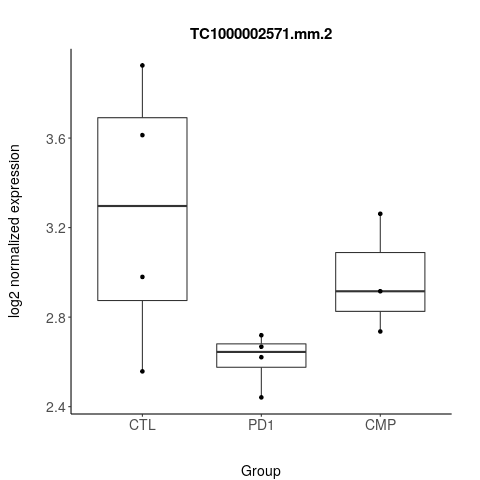 TC1000002571.mm.2
log2 normalized expression
3.6
3.2
2.8
2.4
CTL PD1 CMP
Group